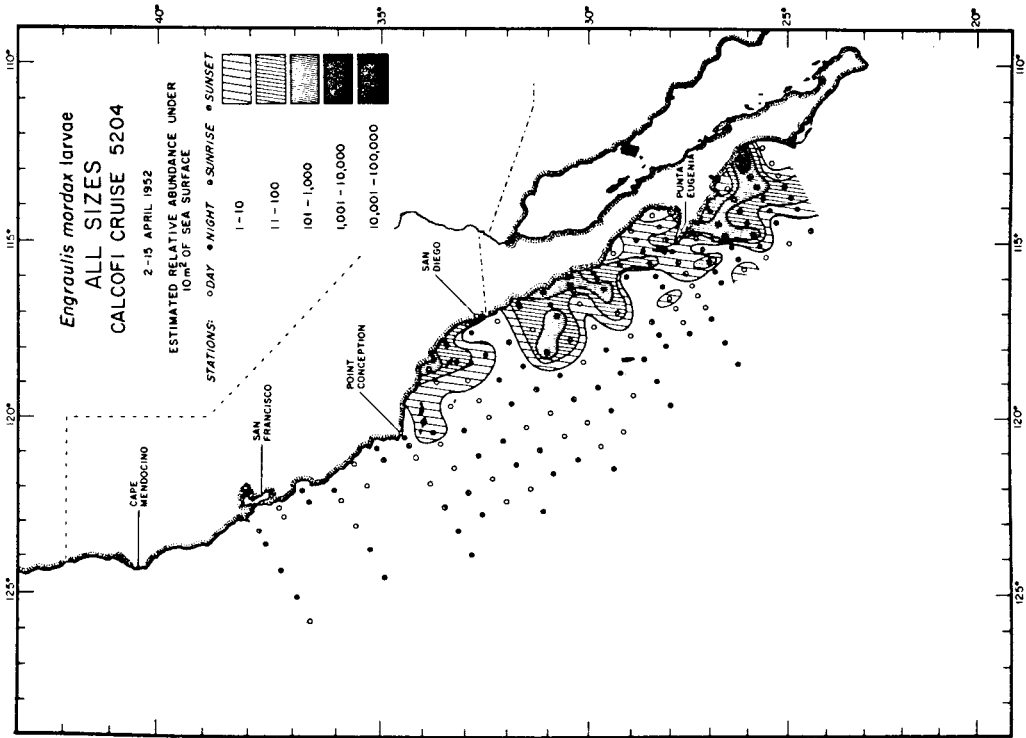 Engraulis mordax larvae
ALL SIZES
CALCOFI CRUISE 5204
2-15 APRIL 1952
ESTIMATED RELATIVE ABUNDANCE UNDER
10 m² OF SEA SURFACE
STATIONS: ○ DAY ● NIGHT ○ SUNRISE ● SUNSET
1-10
11-100
101-1,000
1,001-10,000
10,001-100,000
40°
35°
30°
25°
20°
110°
115°
120°
125°
110°
115°
120°
125°
CAPE
MENDOCINO
SAN
FRANCISCO
POINT
CONCEPTION
SAN
DIEGO
PUNTA
EUGENIA